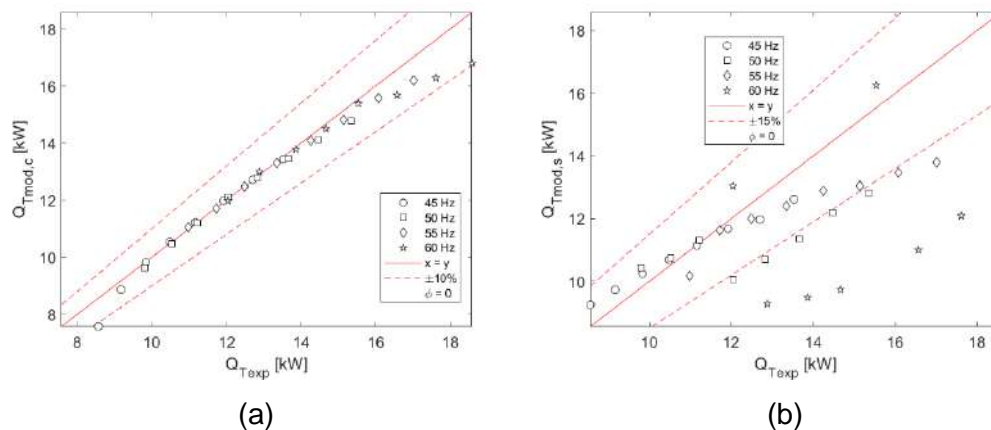 18
16
14
12
10
8
Q_Tmod,c [kW]
8 10 12 14 16 18
Q_Texp [kW]
45 Hz
50 Hz
55 Hz
60 Hz
x = y
±10%
ϕ = 0
(a)
18
16
14
12
10
Q_Tmod,s [kW]
10 12 14 16 18
Q_Texp [kW]
45 Hz
50 Hz
55 Hz
60 Hz
x = y
±15%
ϕ = 0
(b)